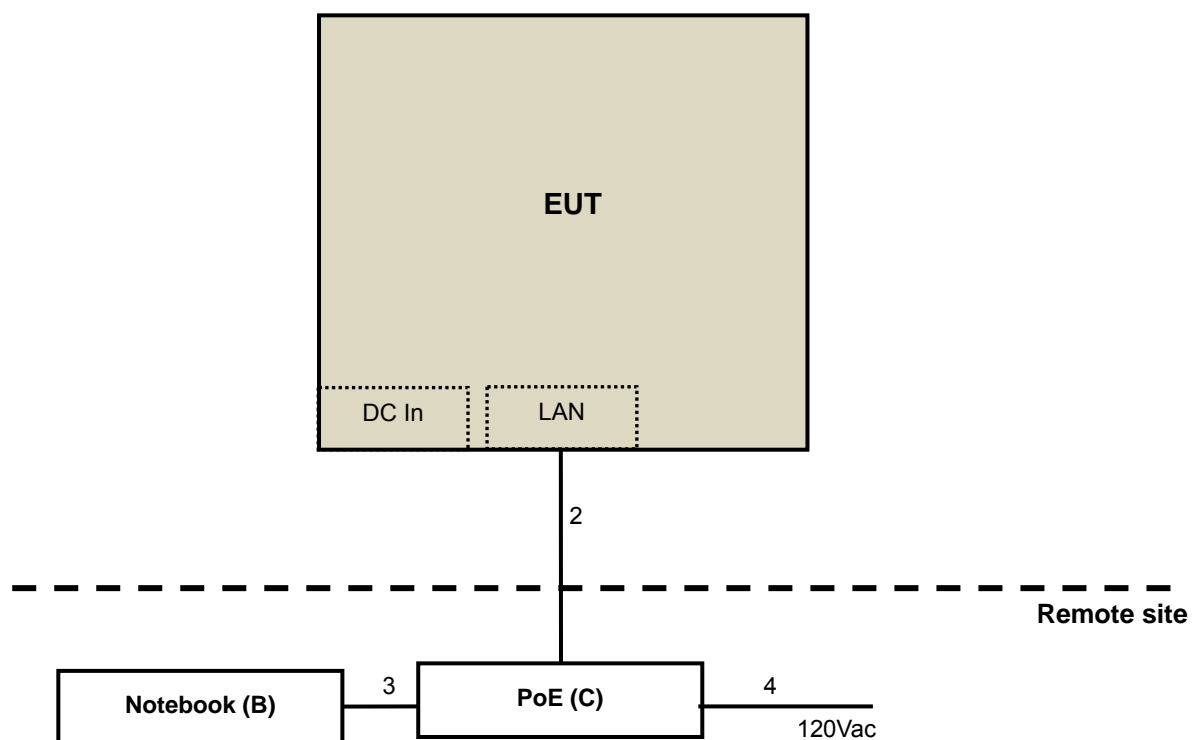 EUT
DC In
LAN
2
Remote site
Notebook (B)
3
PoE (C)
4
120Vac